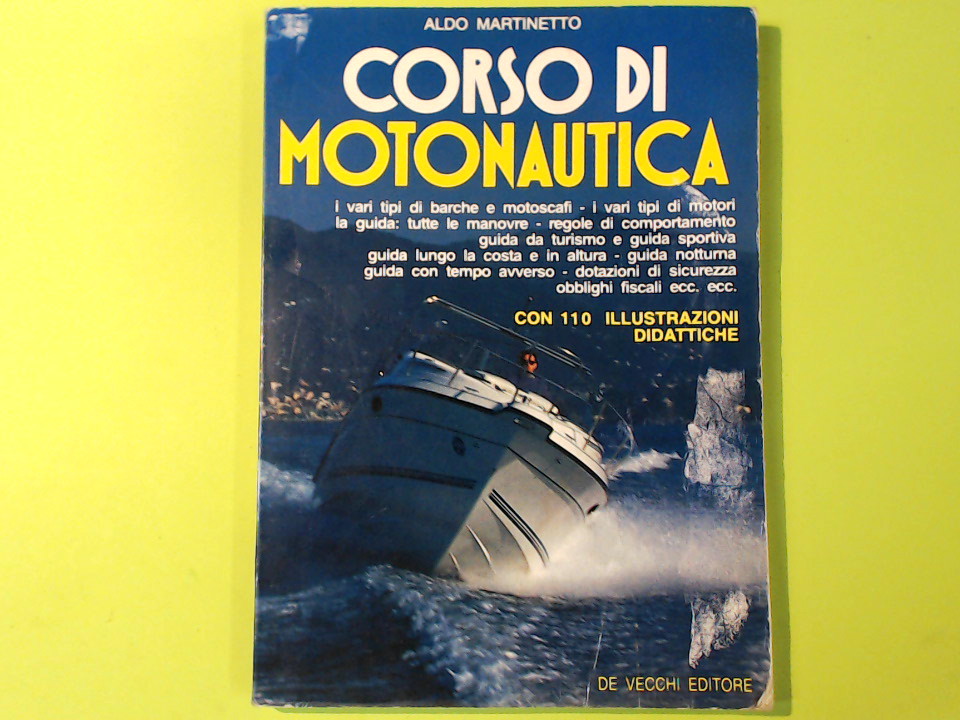 ALDO MARTINETTO
CORSO DI
MOTONAUTICA
i vari tipi di barche e motoscafi - i vari tipi di motori
la guida: tutte le manovre - regole di comportamento
guida da turismo e guida sportiva
guida lungo la costa e in altura - guida notturna
guida con tempo avverso - dotazioni di sicurezza
obblighi fiscali ecc. ecc.
CON 110 ILLUSTRAZIONI
DIDATTICHE
DE VECCHI EDITORE